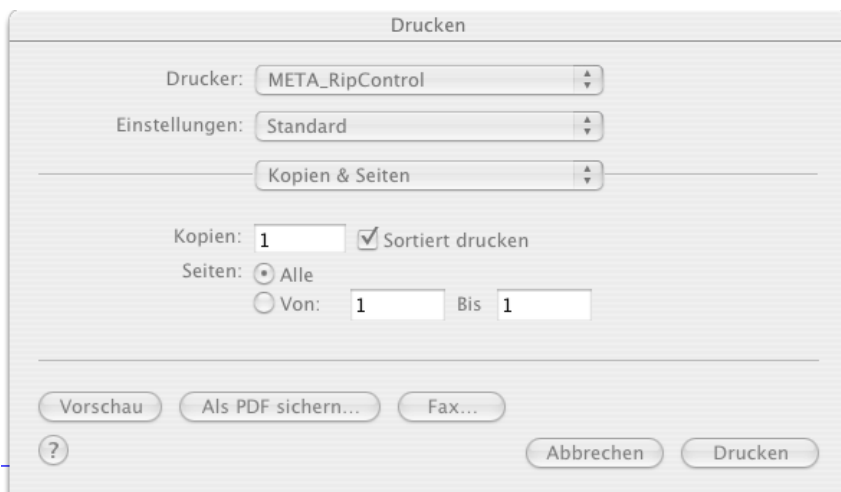 Drucken
Drucker: META_RipControl
Einstellungen: Standard
Kopien & Seiten
Kopien: 1 Sortiert drucken
Seiten: Alle
Von: 1 Bis 1
Vorschau Als PDF sichern... Fax...
? Abbrechen Drucken